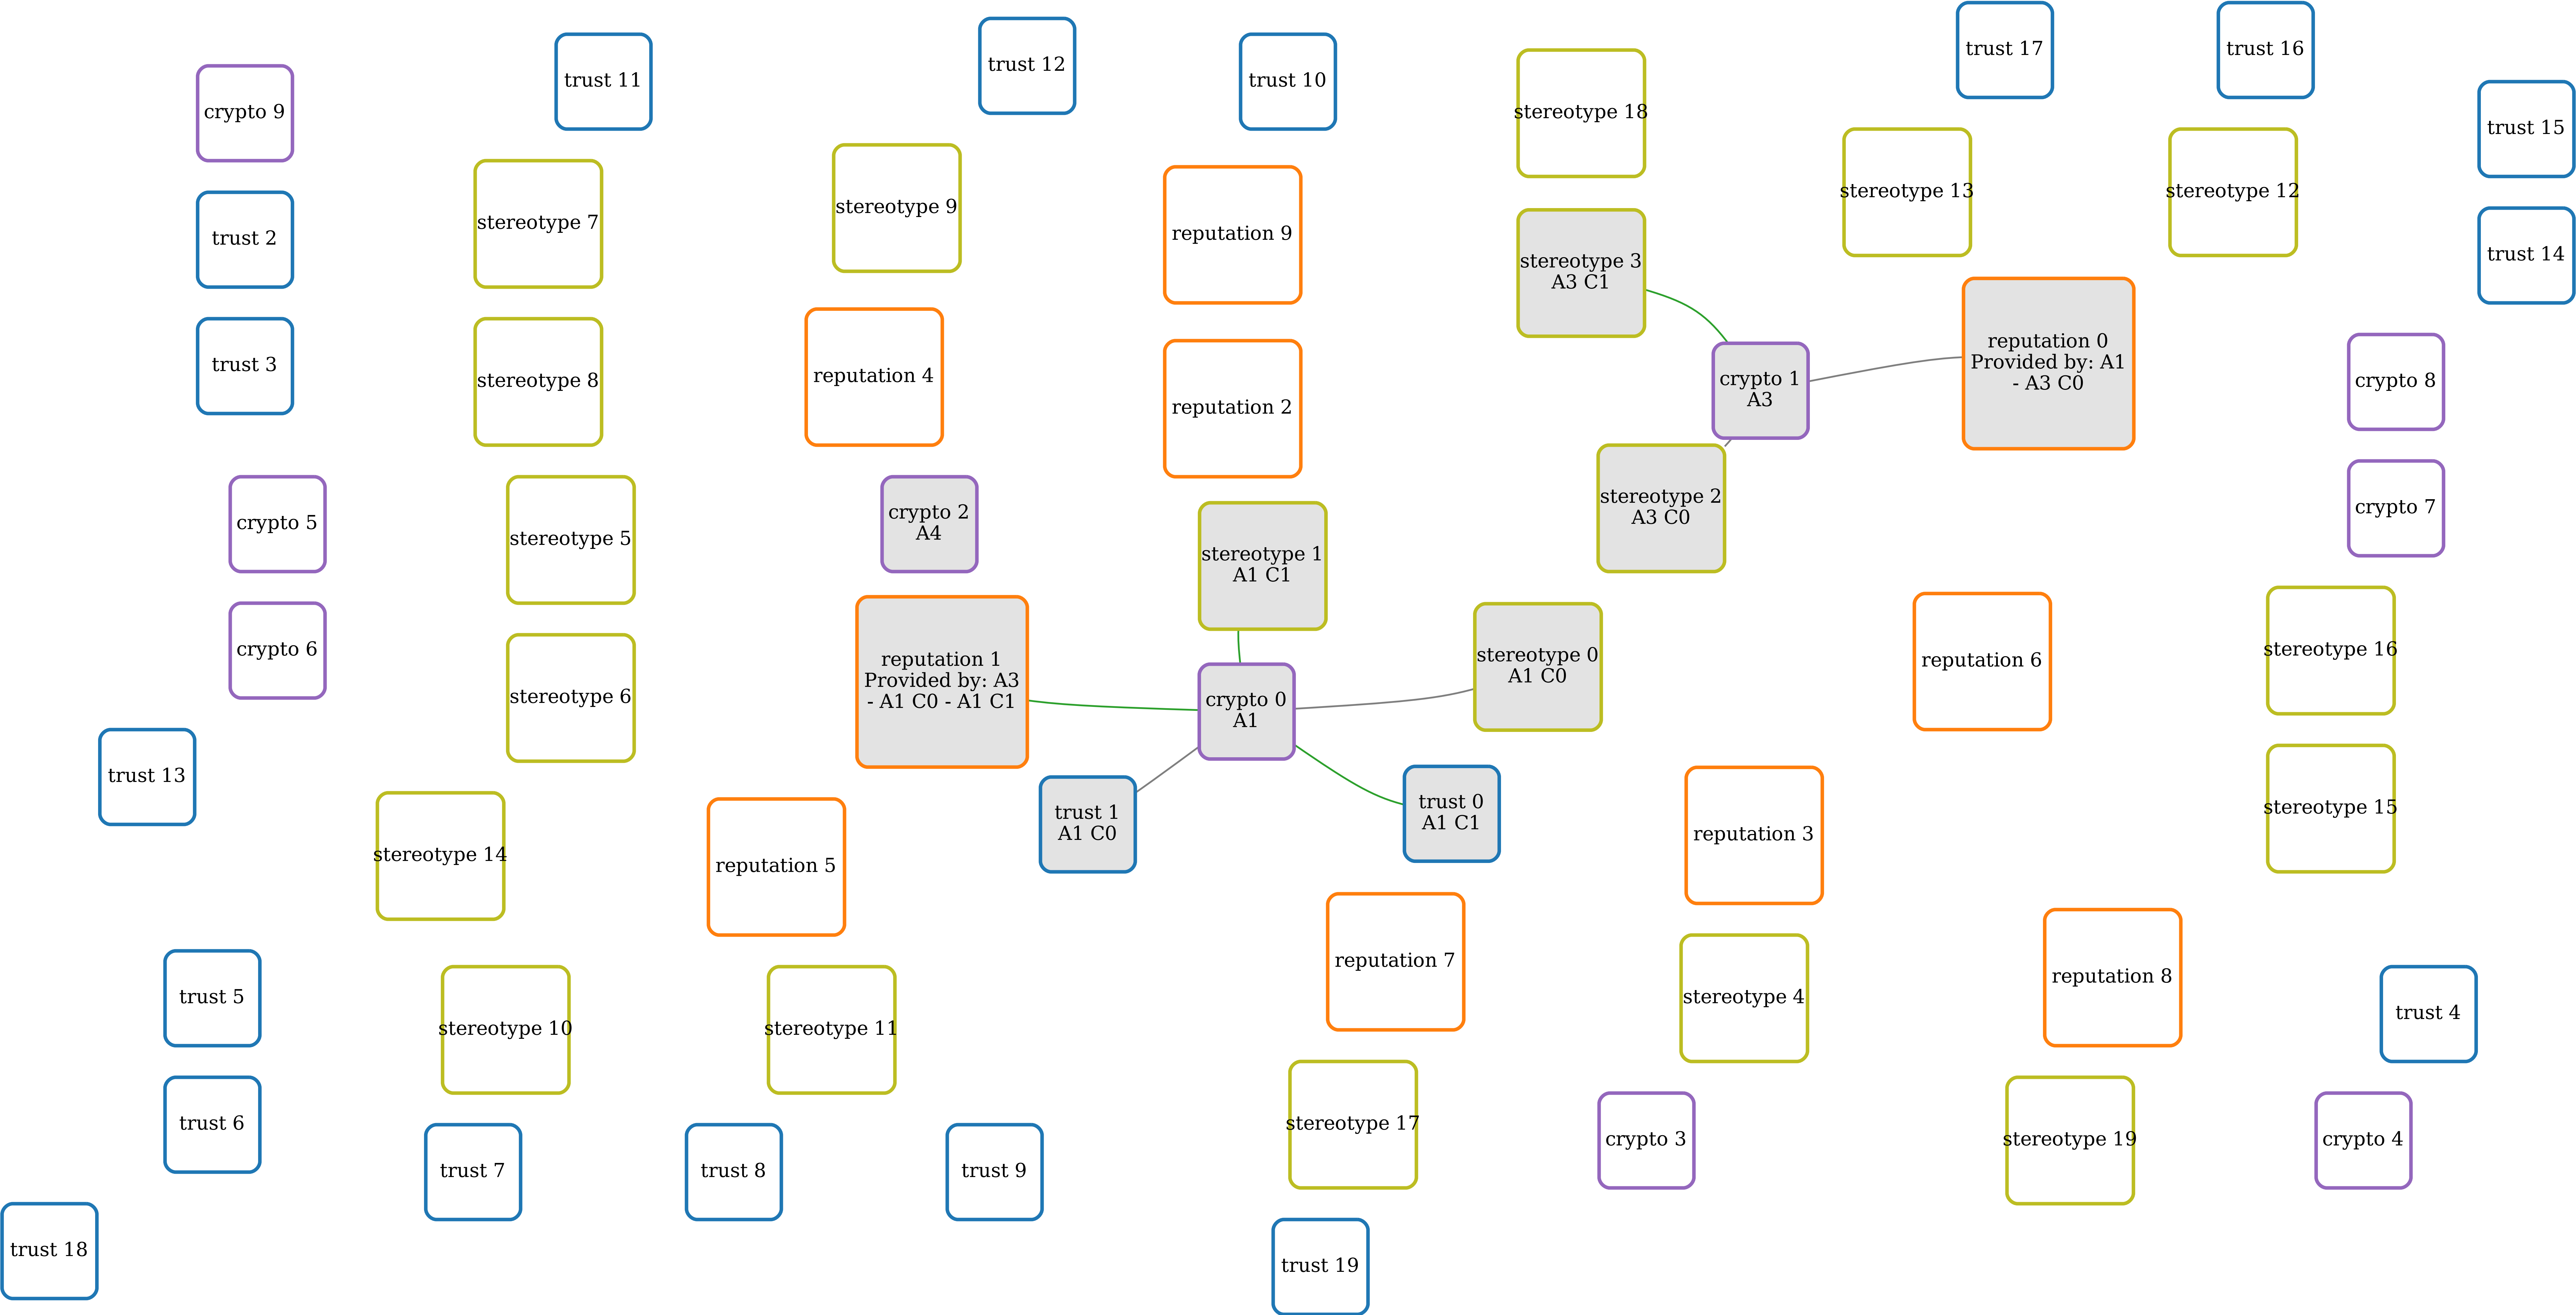 trust 17
trust 16
trust 12
trust 11
trust 10
crypto 9
stereotype 18
trust 15
stereotype 13
stereotype 12
stereotype 9
stereotype 7
trust 2
reputation 9
trust 14
stereotype 3
A3 C1
reputation 0
Provided by: A1
- A3 C0
trust 3
stereotype 8
reputation 4
crypto 1
A3
crypto 8
reputation 2
stereotype 2
A3 C0
crypto 7
crypto 5
stereotype 5
crypto 2
A4
stereotype 1
A1 C1
crypto 6
stereotype 6
reputation 1
Provided by: A3
- A1 C0 - A1 C1
stereotype 0
A1 C0
reputation 6
stereotype 16
crypto 0
A1
trust 13
trust 1
A1 C0
trust 0
A1 C1
reputation 3
stereotype 15
stereotype 14
reputation 5
reputation 7
reputation 8
trust 5
stereotype 4
trust 4
stereotype 10
stereotype 11
trust 6
stereotype 17
crypto 3
stereotype 19
crypto 4
trust 7
trust 8
trust 9
trust 18
trust 19